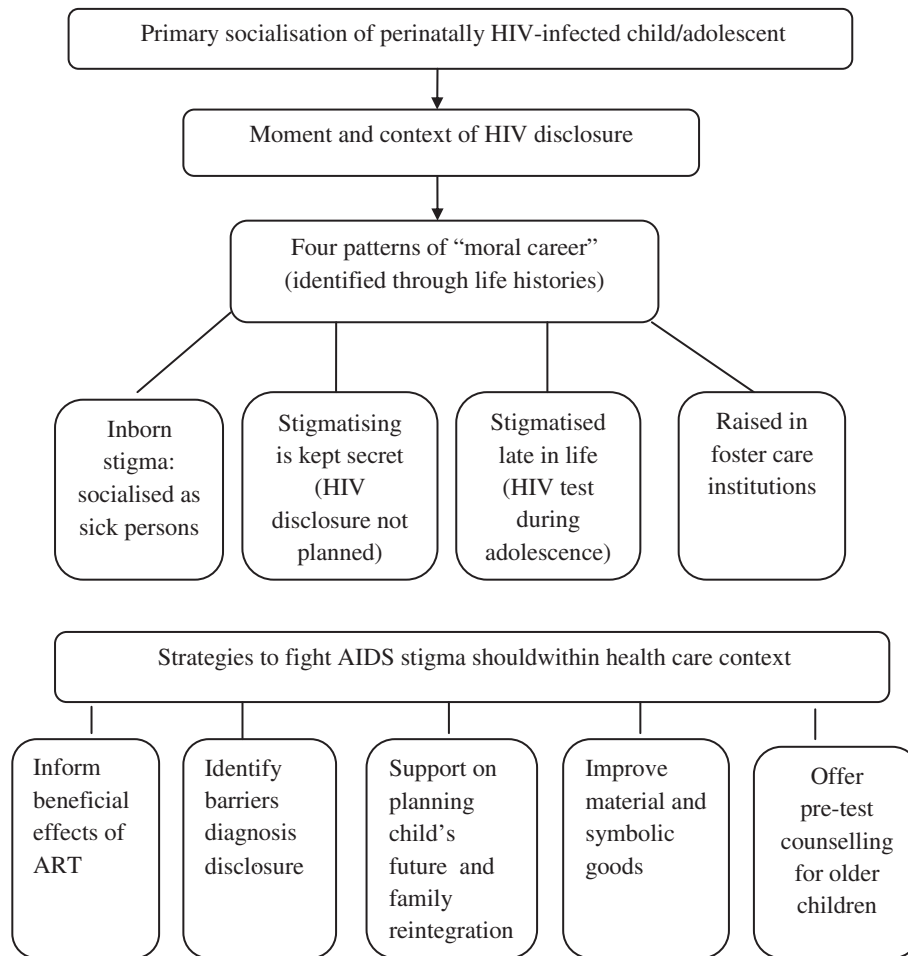 Primary socialisation of perinatally HIV-infected child/adolescent
Moment and context of HIV disclosure
Four patterns of “moral career”
(identified through life histories)
Inborn
stigma:
socialised as
sick persons
Stigmatising
is kept secret
(HIV
disclosure not
planned)
Stigmatised
late in life
(HIV test
during
adolescence)
Raised in
foster care
institutions
Strategies to fight AIDS stigma shouldwithin health care context
Inform
beneficial
effects of
ART
Identify
barriers
diagnosis
disclosure
Support on
planning
child’s
future and
family
reintegration
Improve
material and
symbolic
goods
Offer
pre-test
counselling
for older
children